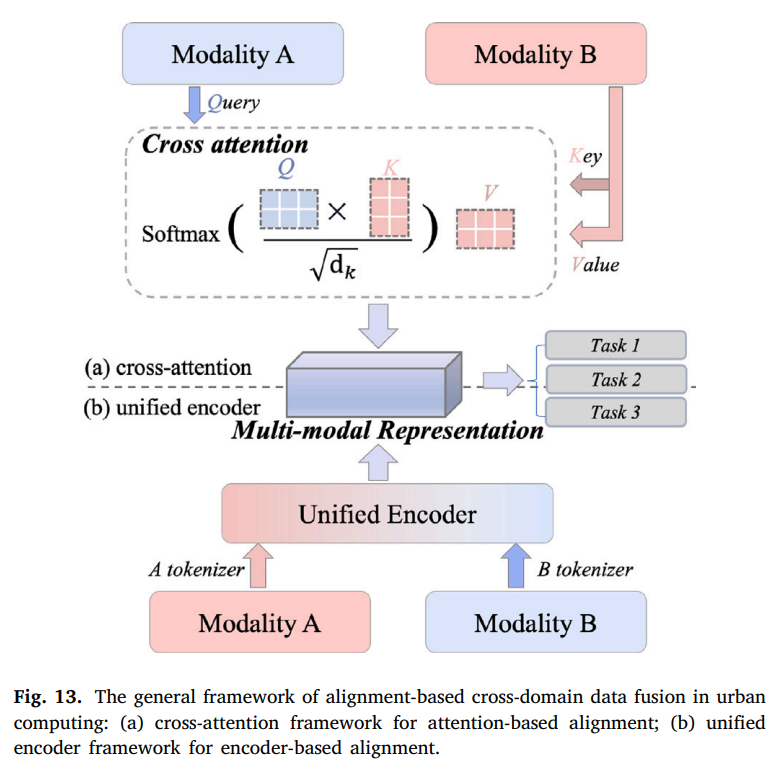 Modality A
Modality B
Query
Cross attention
Key
Q
K
V
Softmax ( × )
√dₖ
Value
(a) cross-attention
(b) unified encoder
Task 1
Task 2
Task 3
Multi-modal Representation
Unified Encoder
A tokenizer
B tokenizer
Modality A
Modality B
Fig. 13. The general framework of alignment-based cross-domain data fusion in urban
computing: (a) cross-attention framework for attention-based alignment; (b) unified
encoder framework for encoder-based alignment.